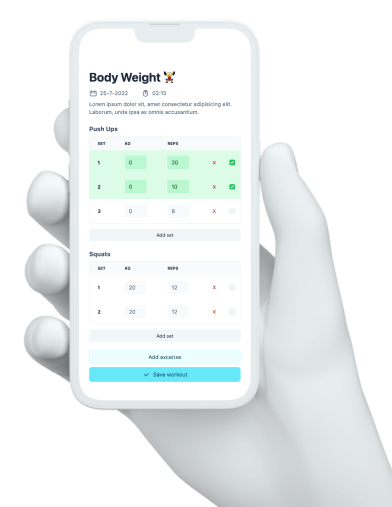 Body Weight 🏋️
25-7-2022 02:15
Lorem ipsum dolor sit, amet consectetur adipisicing elit.
Laborum, unda ipsa ex omnis accusantium.
Push Ups
SET KG REPS
1 0 20 X
2 0 10 X
3 0 8 X
Add set
Squats
SET KG REPS
1 20 12 X
2 20 12 X
Add set
Add excerise
Save workout